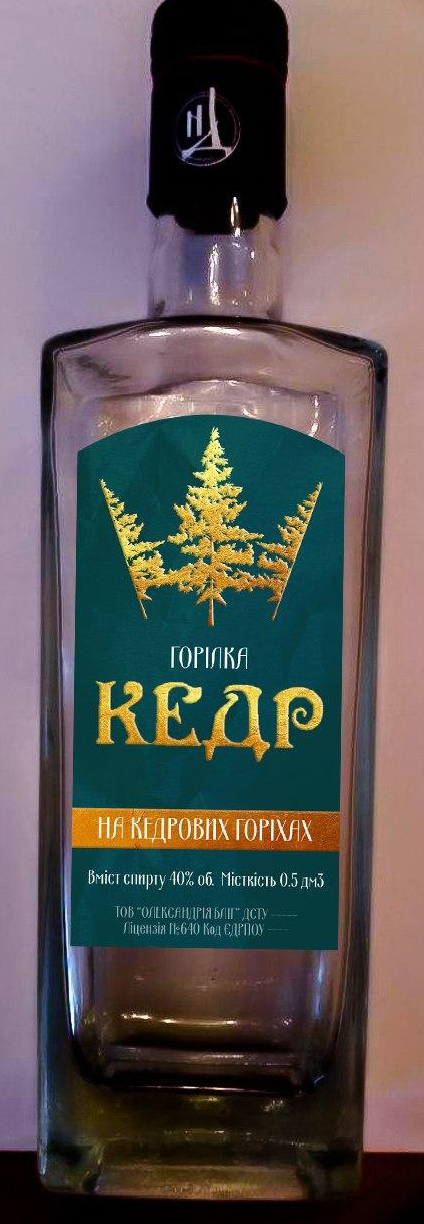 ГОРІЛКА
КЕДР
НА КЕДРОВИХ ГОРІХАХ
Вміст спирту 40% об. Місткість 0.5 дм3
ТОВ "ОЛЕКСАНДРІЯ БЛІГ" ДСТУ
Ліцензія №640 Код ЄДРПОУ